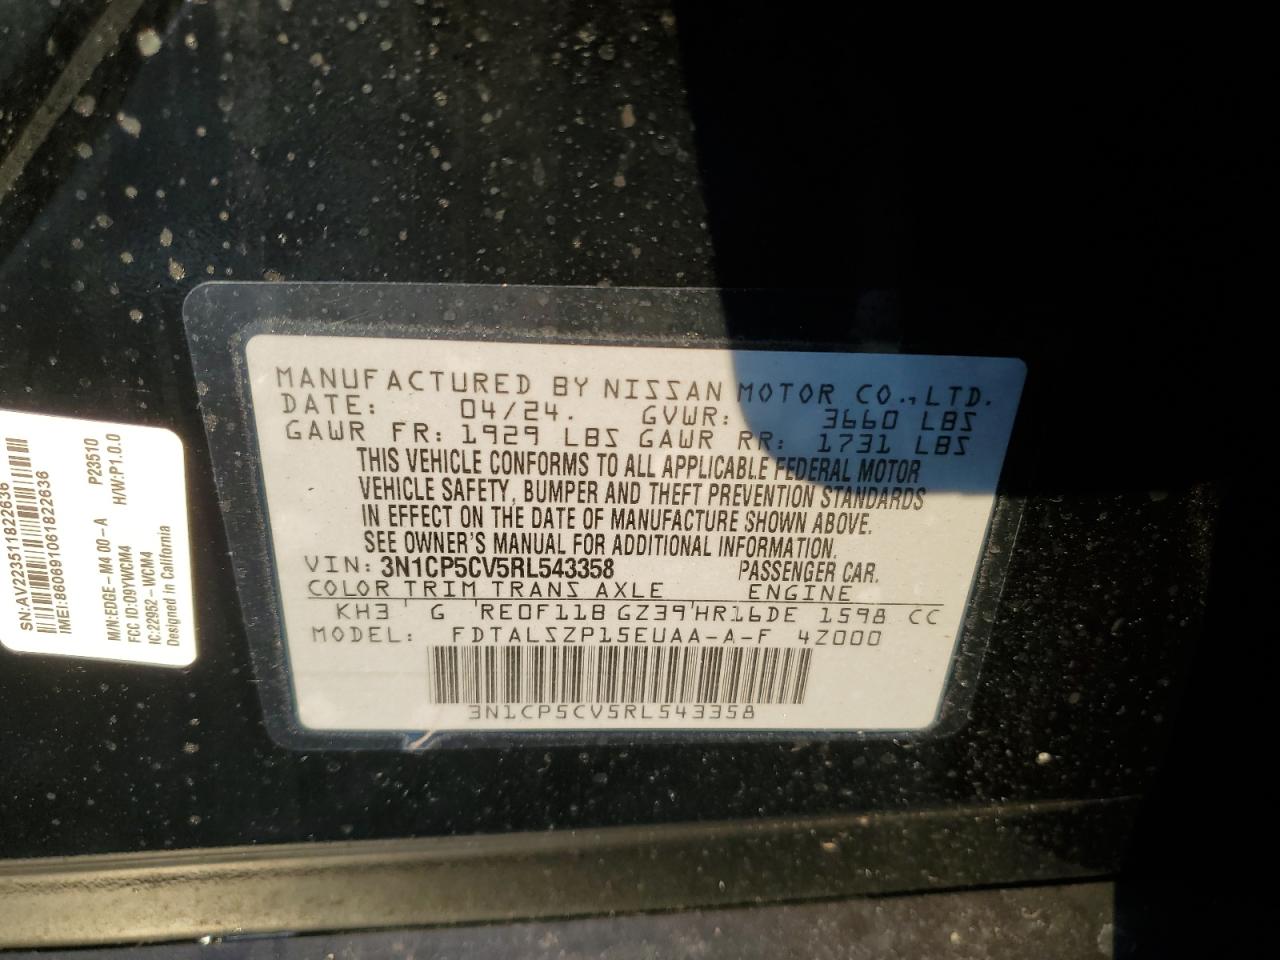 MANUFACTURED BY NISSAN MOTOR CO., LTD.
DATE: 04/24. GVWR: 3660 LBS
GAWR FR: 1929 LBS GAWR RR: 1731 LBS
THIS VEHICLE CONFORMS TO ALL APPLICABLE FEDERAL MOTOR
VEHICLE SAFETY, BUMPER AND THEFT PREVENTION STANDARDS
IN EFFECT ON THE DATE OF MANUFACTURE SHOWN ABOVE.
SEE OWNER'S MANUAL FOR ADDITIONAL INFORMATION.
VIN: 3N1CP5CV5RL543358 PASSENGER CAR.
COLOR TRIM TRANS AXLE ENGINE
KH3 G RE0F11B GZ39 HR16DE 1598 CC
MODEL: FDTALSZP15EUAA-A-F 4Z000
3N1CP5CV5RL543358
SN:AV22351182263​6
IMEI:860691061822636
M/N:EDGE-M4 00-A P23510
FCC ID:09YWCM4 H/W:P1.0.0
IC:22952-WCM4
Designed in California